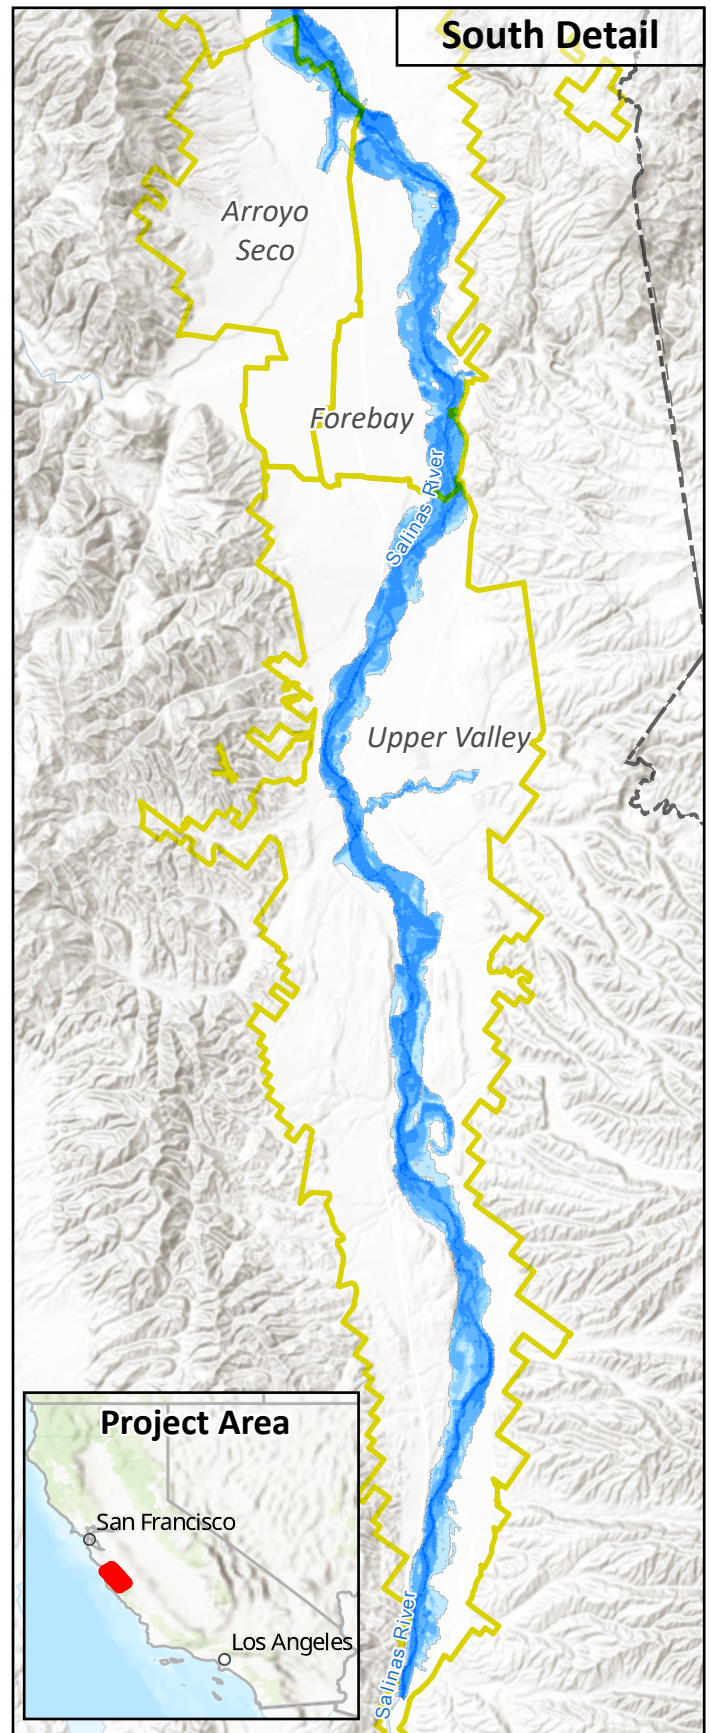 South Detail
Arroyo
Seco
Forebay
Salinas River
Upper Valley
Project Area
San Francisco
Los Angeles
Salinas River